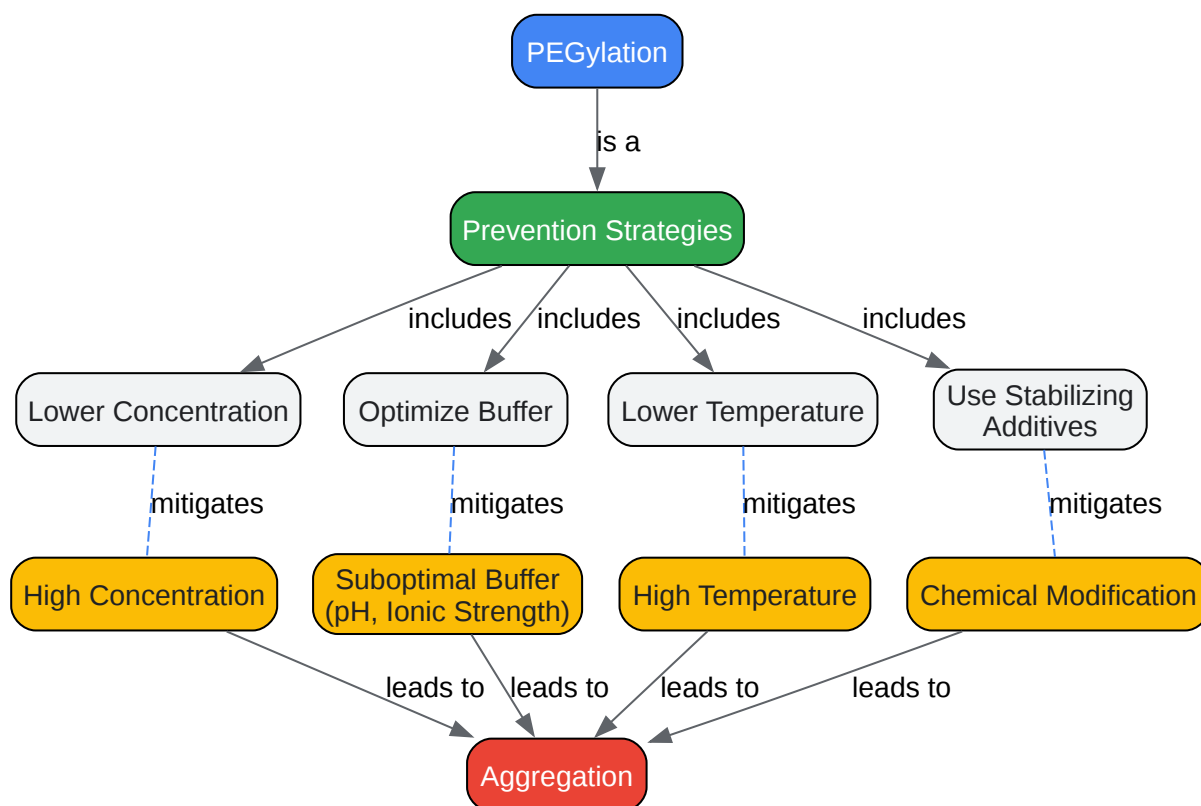 PEGylation
is a
Prevention Strategies
includes
includes
includes
includes
Lower Concentration
Optimize Buffer
Lower Temperature
Use Stabilizing
Additives
mitigates
mitigates
mitigates
mitigates
High Concentration
Suboptimal Buffer
(pH, Ionic Strength)
High Temperature
Chemical Modification
leads to
leads to
leads to
leads to
Aggregation